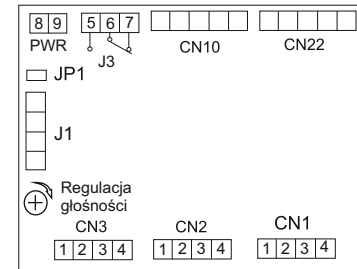 8 9 5 6 7
PWR J3 CN10 CN22
JP1
J1
Regulacja
głośności
CN3 CN2 CN1
1 2 3 4 1 2 3 4 1 2 3 4